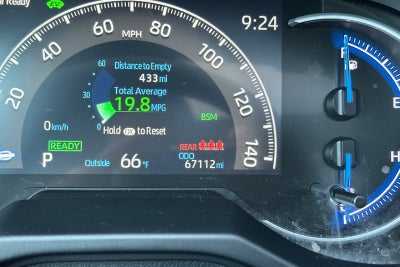 r Ready
9:24
60
80
100
120
140
40
20
MPH
60
30
0
Distance to Empty
433 mi
Total Average
19.8 MPG
BSM
0 km/h
Hold OK to Reset
READY
REAR
P
Outside 66 °F
ODO
67112 mi
F
E
H